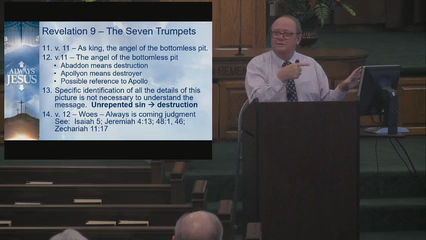 Revelation 9 – The Seven Trumpets
11. v. 11 – As king, the angel of the bottomless pit.
12. v.11 – The angel of the bottomless pit
• Abaddon means destruction
• Apollyon means destroyer
• Possible reference to Apollo
13. Specific identification of all the details of this
picture is not necessary to understand the
message. Unrepented sin → destruction
14. v. 12 – Woes – Always is coming judgment
See: Isaiah 5; Jeremiah 4:13; 48:1, 46;
Zechariah 11:17
ALWAYS
JESUS